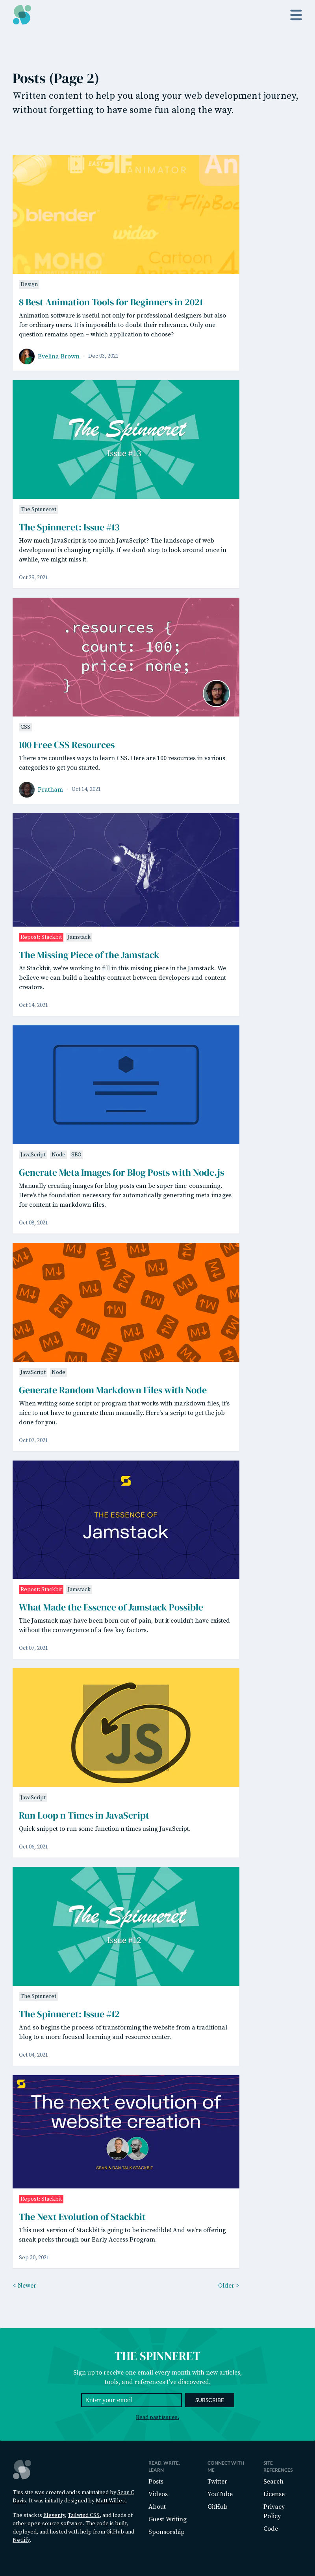 Posts (Page 2)
Written content to help you along your web development journey,
without forgetting to have some fun along the way.
GIF ANIMATOR
An
blender
FlipBoo
video
MOHO
Cartoon
Animator 4
Design
8 Best Animation Tools for Beginners in 2021
Animation software is useful not only for professional designers but also
for ordinary users. It is impossible to doubt their relevance. Only one
question remains open – which application to choose?
Evelina Brown · Dec 03, 2021
The Spinneret
Issue #13
The Spinneret
The Spinneret: Issue #13
How much JavaScript is too much JavaScript? The landscape of web
development is changing rapidly. If we don't stop to look around once in
awhile, we might miss it.
Oct 29, 2021
.resources {
count: 100;
price: none;
}
CSS
100 Free CSS Resources
There are countless ways to learn CSS. Here are 100 resources in various
categories to get you started.
Pratham · Oct 14, 2021
Repost: Stackbit Jamstack
The Missing Piece of the Jamstack
At Stackbit, we're working to fill in this missing piece in the Jamstack. We
believe we can build a healthy contract between developers and content
creators.
Oct 14, 2021
JavaScript Node SEO
Generate Meta Images for Blog Posts with Node.js
Manually creating images for blog posts can be super time-consuming.
Here's the foundation necessary for automatically generating meta images
for content in markdown files.
Oct 08, 2021
JavaScript Node
Generate Random Markdown Files with Node
When writing some script or program that works with markdown files, it's
nice to not have to generate them manually. Here's a script to get the job
done for you.
Oct 07, 2021
THE ESSENCE OF
Jamstack
Repost: Stackbit Jamstack
What Made the Essence of Jamstack Possible
The Jamstack may have been born out of pain, but it couldn't have existed
without the convergence of a few key factors.
Oct 07, 2021
JS
JavaScript
Run Loop n Times in JavaScript
Quick snippet to run some function n times using JavaScript.
Oct 06, 2021
The Spinneret
Issue #12
The Spinneret
The Spinneret: Issue #12
And so begins the process of transforming the website from a traditional
blog to a more focused learning and resource center.
Oct 04, 2021
The next evolution of
website creation
SEAN & DAN TALK STACKBIT
Repost: Stackbit
The Next Evolution of Stackbit
This next version of Stackbit is going to be incredible! And we're offering
sneak peeks through our Early Access Program.
Sep 30, 2021
< Newer
Older >
THE SPINNERET
Sign up to receive one email every month with new articles,
tools, and references I've discovered.
Enter your email
SUBSCRIBE
Read past issues.
This site was created and is maintained by Sean C
Davis. It was initially designed by Matt Willett.
The stack is Eleventy, Tailwind CSS, and loads of
other open-source software. The code is built,
deployed, and hosted with help from GitHub and
Netlify.
READ, WRITE,
LEARN
Posts
Videos
About
Guest Writing
Sponsorship
CONNECT WITH
ME
Twitter
YouTube
GitHub
SITE
REFERENCES
Search
License
Privacy
Policy
Code